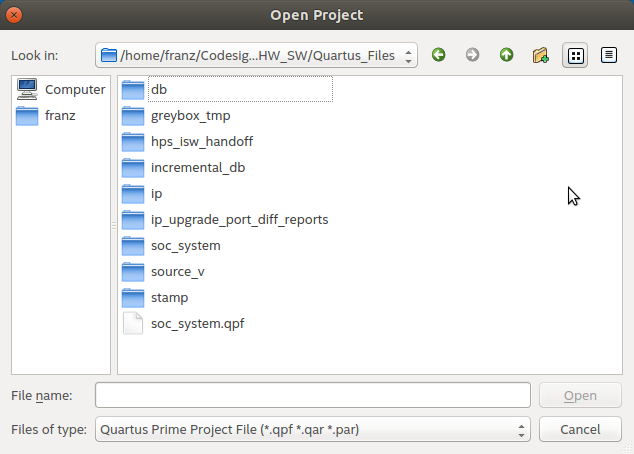 Open Project
Look in: /home/franz/Codesig...HW_SW/Quartus_Files
Computer
franz
db
greybox_tmp
hps_isw_handoff
incremental_db
ip
ip_upgrade_port_diff_reports
soc_system
source_v
stamp
soc_system.qpf
File name: Open
Files of type: Quartus Prime Project File (*.qpf *.qar *.par) Cancel